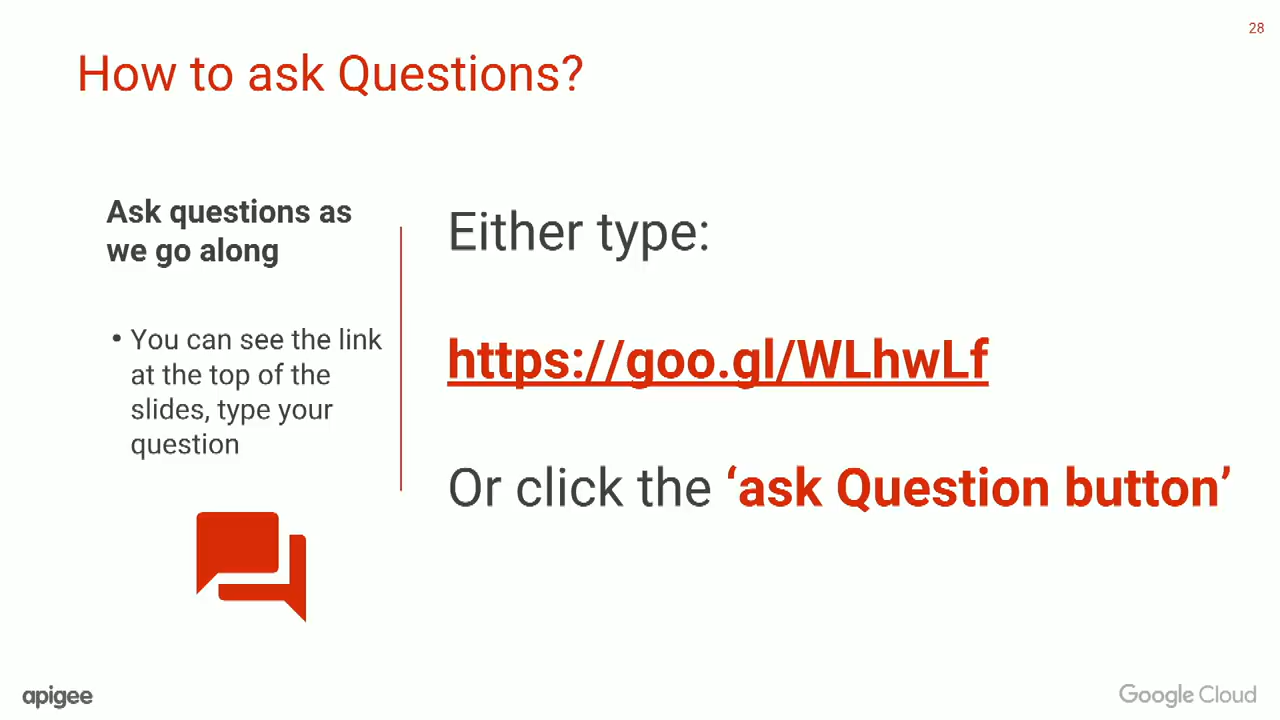 28
How to ask Questions?
Ask questions as
we go along
• You can see the link
at the top of the
slides, type your
question
Either type:
https://goo.gl/WLhwLf
Or click the ‘ask Question button’
apigee
Google Cloud